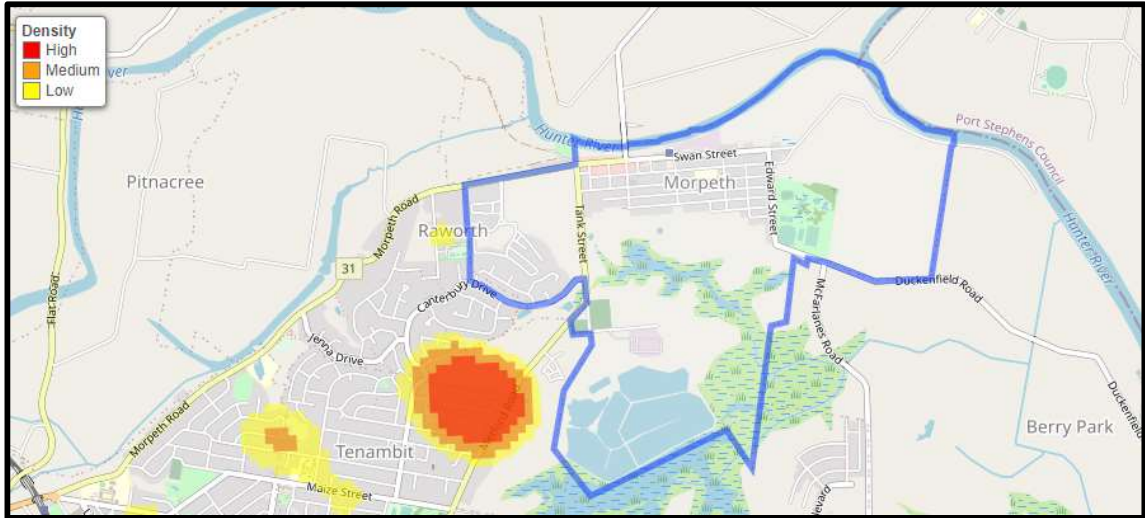 Density
High
Medium
Low
Hunter River
Port Stephens Council
Swan Street
Pitnacree
Morpeth
Edward Street
Morpeth Road
Tank Street
Raworth
Hunter River
31
Flat Road
Canterbury Drive
Duckenfield Road
McFarlanes Road
Jenna Drive
Duckenfield
Morpeth Road
Berry Park
Tenambit
Maize Street